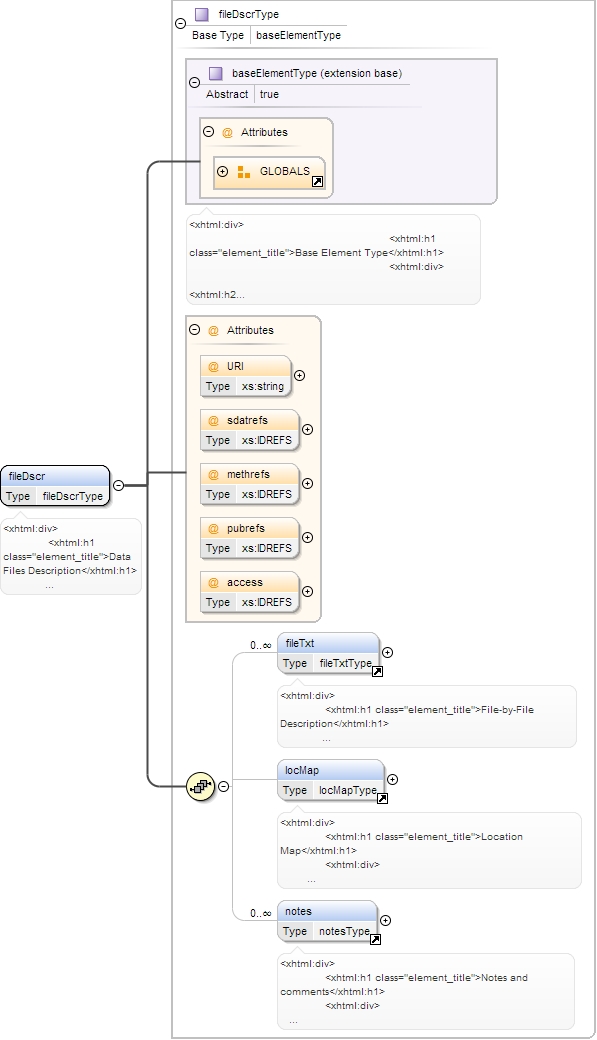 fileDscrType
Base Type baseElementType
baseElementType (extension base)
Abstract true
@ Attributes
GLOBALS
<xhtml:div>
<xhtml:h1
class="element_title">Base Element Type</xhtml:h1>
<xhtml:div>
<xhtml:h2...
@ Attributes
@ URI
Type xs:string
@ sdatrefs
Type xs:IDREFS
@ methrefs
Type xs:IDREFS
@ pubrefs
Type xs:IDREFS
@ access
Type xs:IDREFS
fileDscr
Type fileDscrType
<xhtml:div>
<xhtml:h1
class="element_title">Data
Files Description</xhtml:h1>
...
0..∞
fileTxt
Type fileTxtType
<xhtml:div>
<xhtml:h1 class="element_title">File-by-File
Description</xhtml:h1>
...
locMap
Type locMapType
<xhtml:div>
<xhtml:h1 class="element_title">Location
Map</xhtml:h1>
<xhtml:div>
...
0..∞
notes
Type notesType
<xhtml:div>
<xhtml:h1 class="element_title">Notes and
comments</xhtml:h1>
<xhtml:div>
...